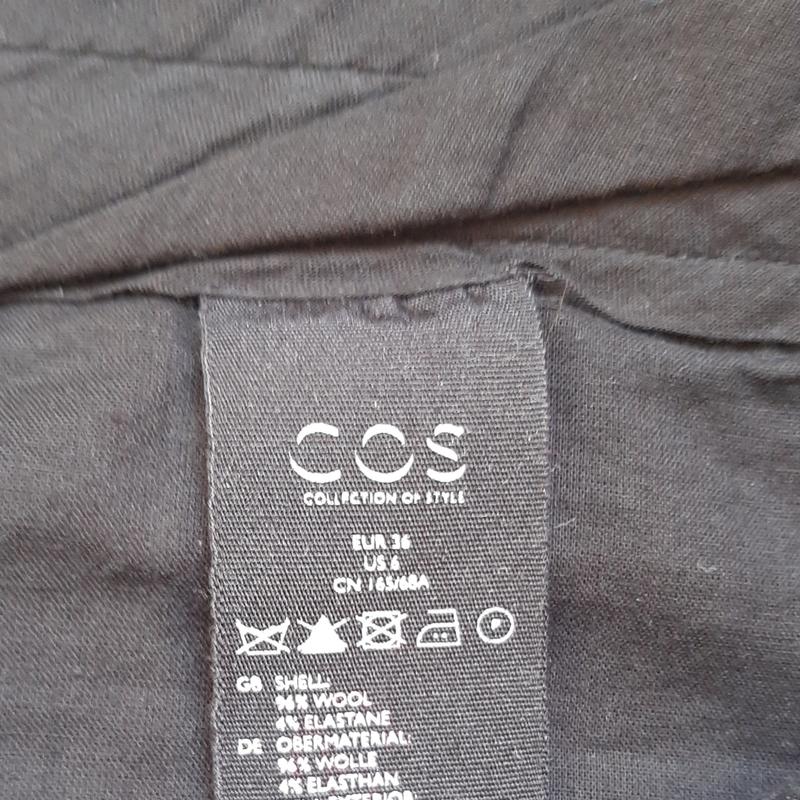 COS
COLLECTION OF STYLE
EUR 36
US 6
CN 165/68A
P
GB SHELL:
96% WOOL
4% ELASTANE
DE OBERMATERIAL:
96% WOLLE
4% ELASTHAN
EXTERIOR